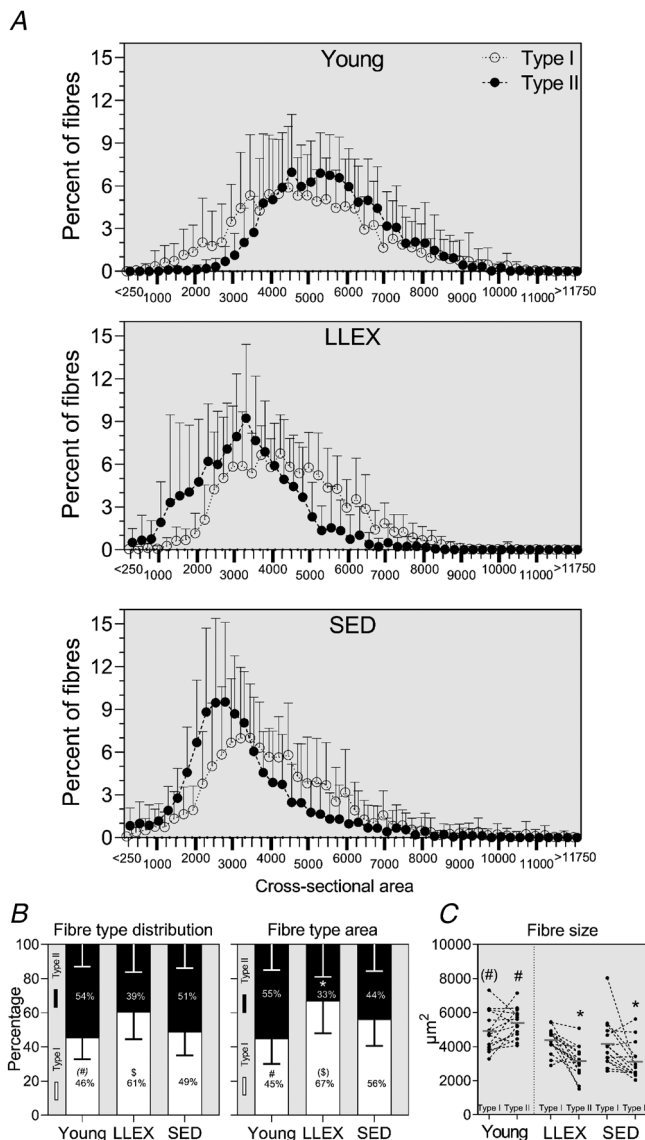 A
Young
Type I
Type II
Percent of fibres
15
12
9
6
3
0
<250 1000 2000 3000 4000 5000 6000 7000 8000 9000 10000 11000 >11750
LLEX
Percent of fibres
15
12
9
6
3
0
<250 1000 2000 3000 4000 5000 6000 7000 8000 9000 10000 11000 >11750
SED
Percent of fibres
15
12
9
6
3
0
<250 1000 2000 3000 4000 5000 6000 7000 8000 9000 10000 11000 >11750
Cross-sectional area
B
Fibre type distribution
Percentage
100
80
60
40
20
0
Type II
Type I
54% 39% 51%
(#) $
46% 61% 49%
Young LLEX SED
Fibre type area
Type II
Type I
*
55% 33% 44%
# ($)
45% 67% 56%
Young LLEX SED
C
Fibre size
µm²
10000
8000
6000
4000
2000
0
(#) # * *
Type I Type II Type I Type II Type I Type II
Young LLEX SED